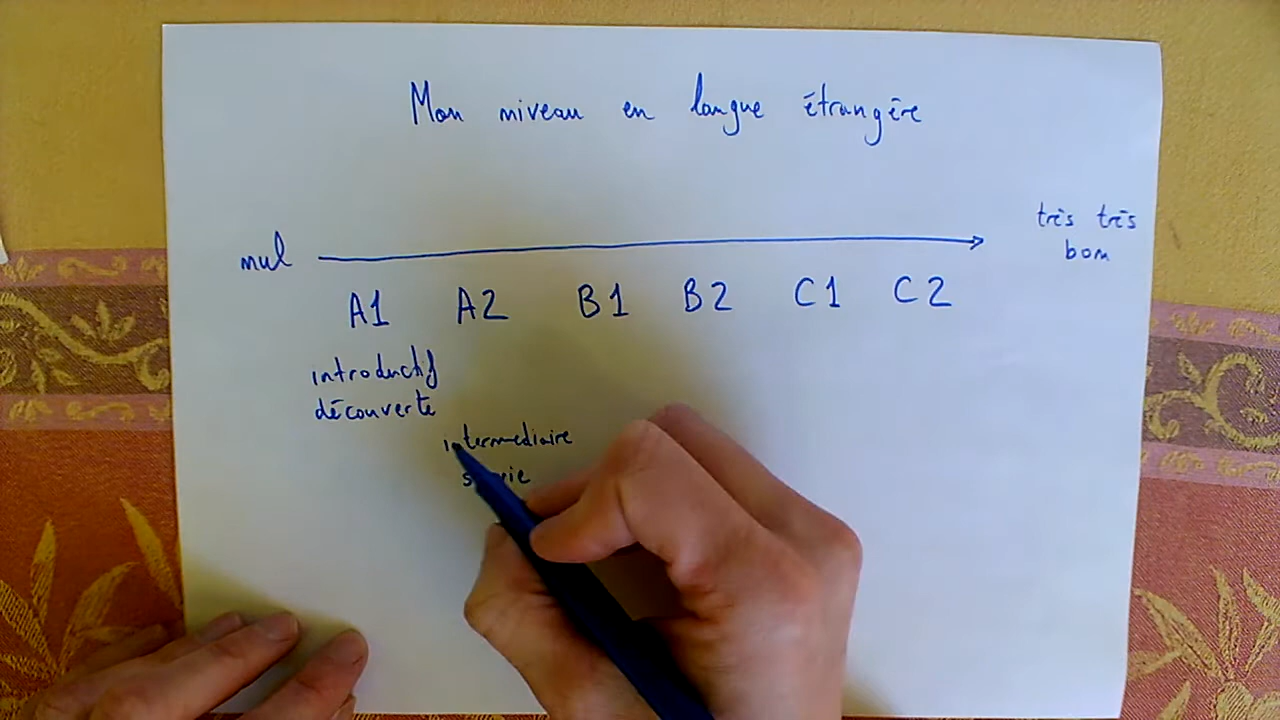 Mon niveau en langue étrangère
très très
nul
bon
A1 A2 B1 B2 C1 C2
introductif
découverte
intermediaire